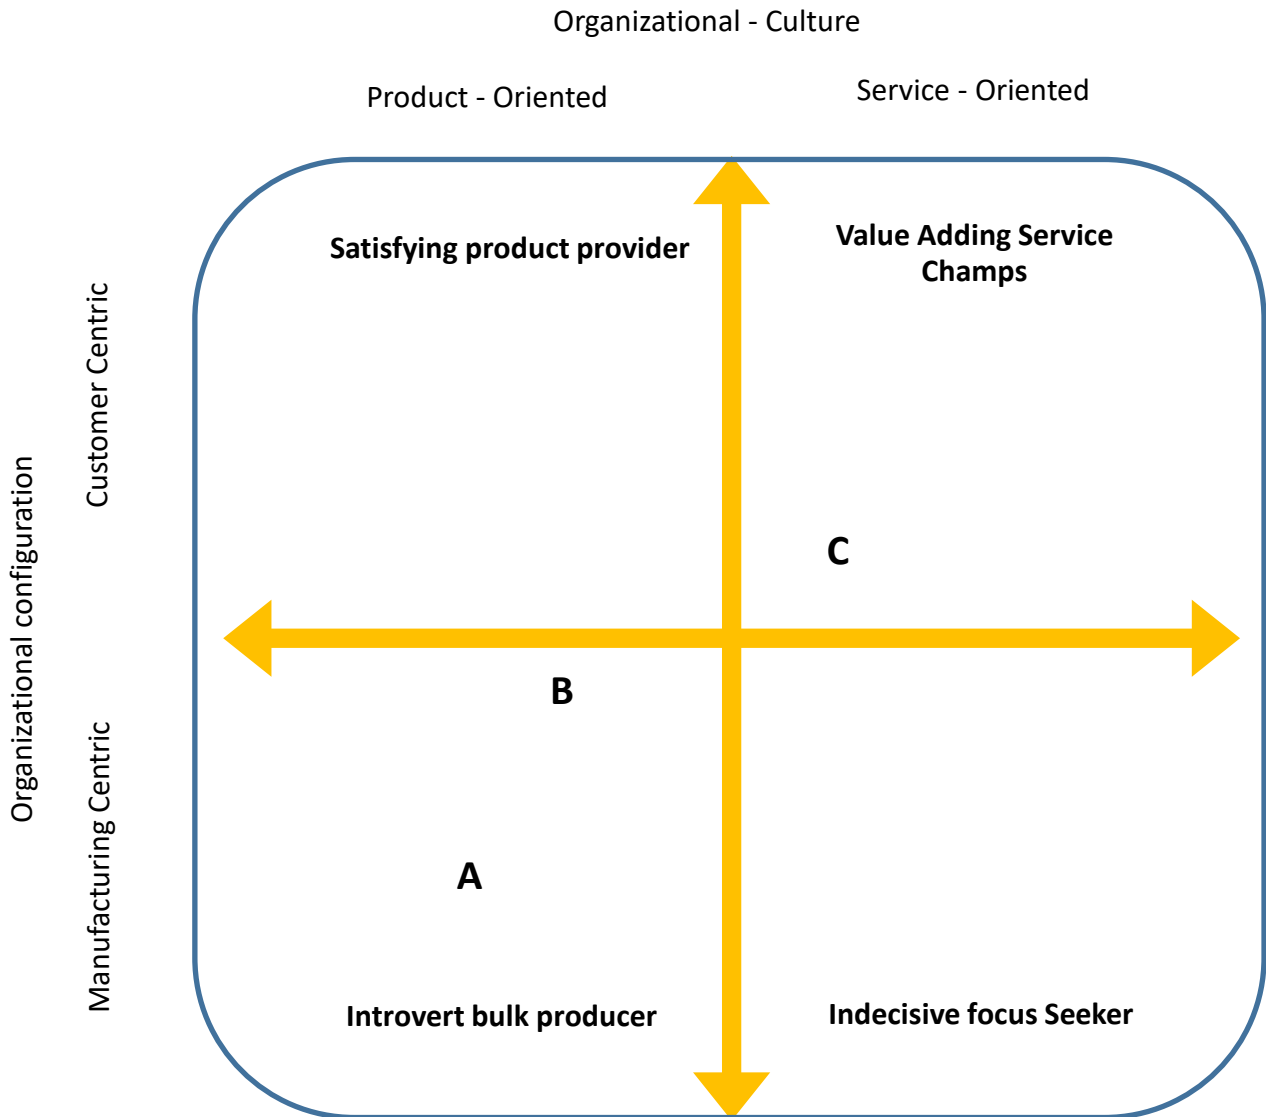 Organizational - Culture
Product - Oriented
Service - Oriented
Satisfying product provider
Value Adding Service
Champs
Customer Centric
Organizational configuration
Manufacturing Centric
C
B
A
Introvert bulk producer
Indecisive focus Seeker